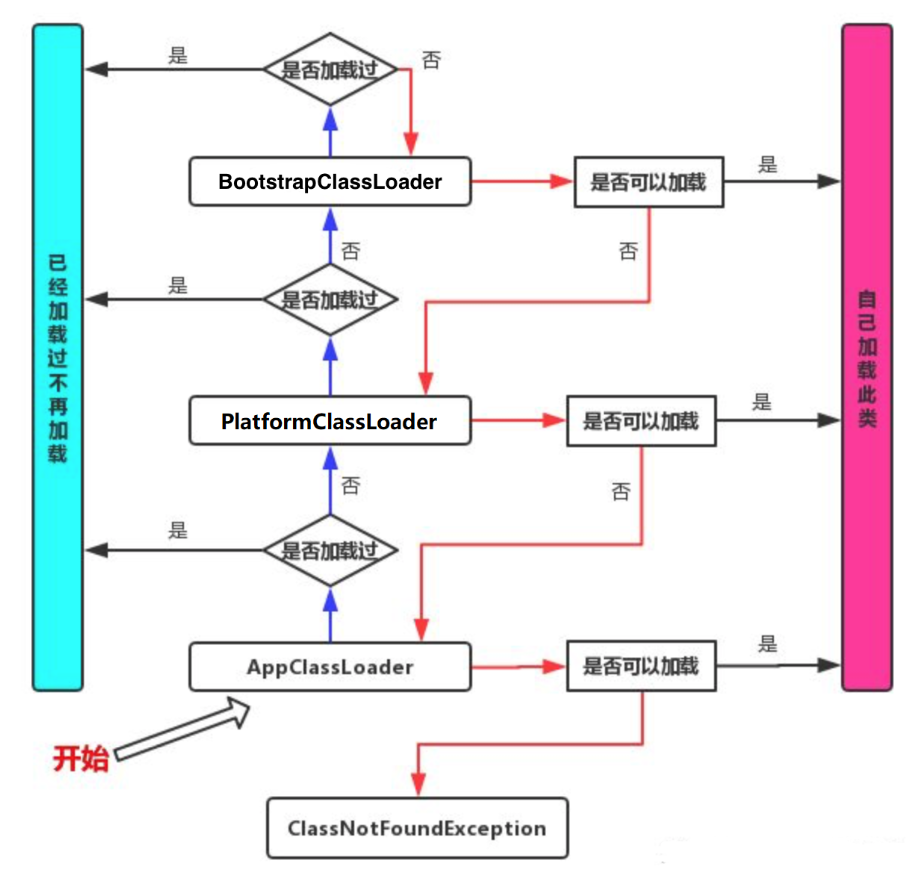 是
是否加载过
否
BootstrapClassLoader
是否可以加载
是
否
否
是
是否加载过
已经加载过不再加载
自己加载此类
PlatformClassLoader
是否可以加载
是
否
否
是
是否加载过
AppClassLoader
是否可以加载
是
开始
ClassNotFoundException